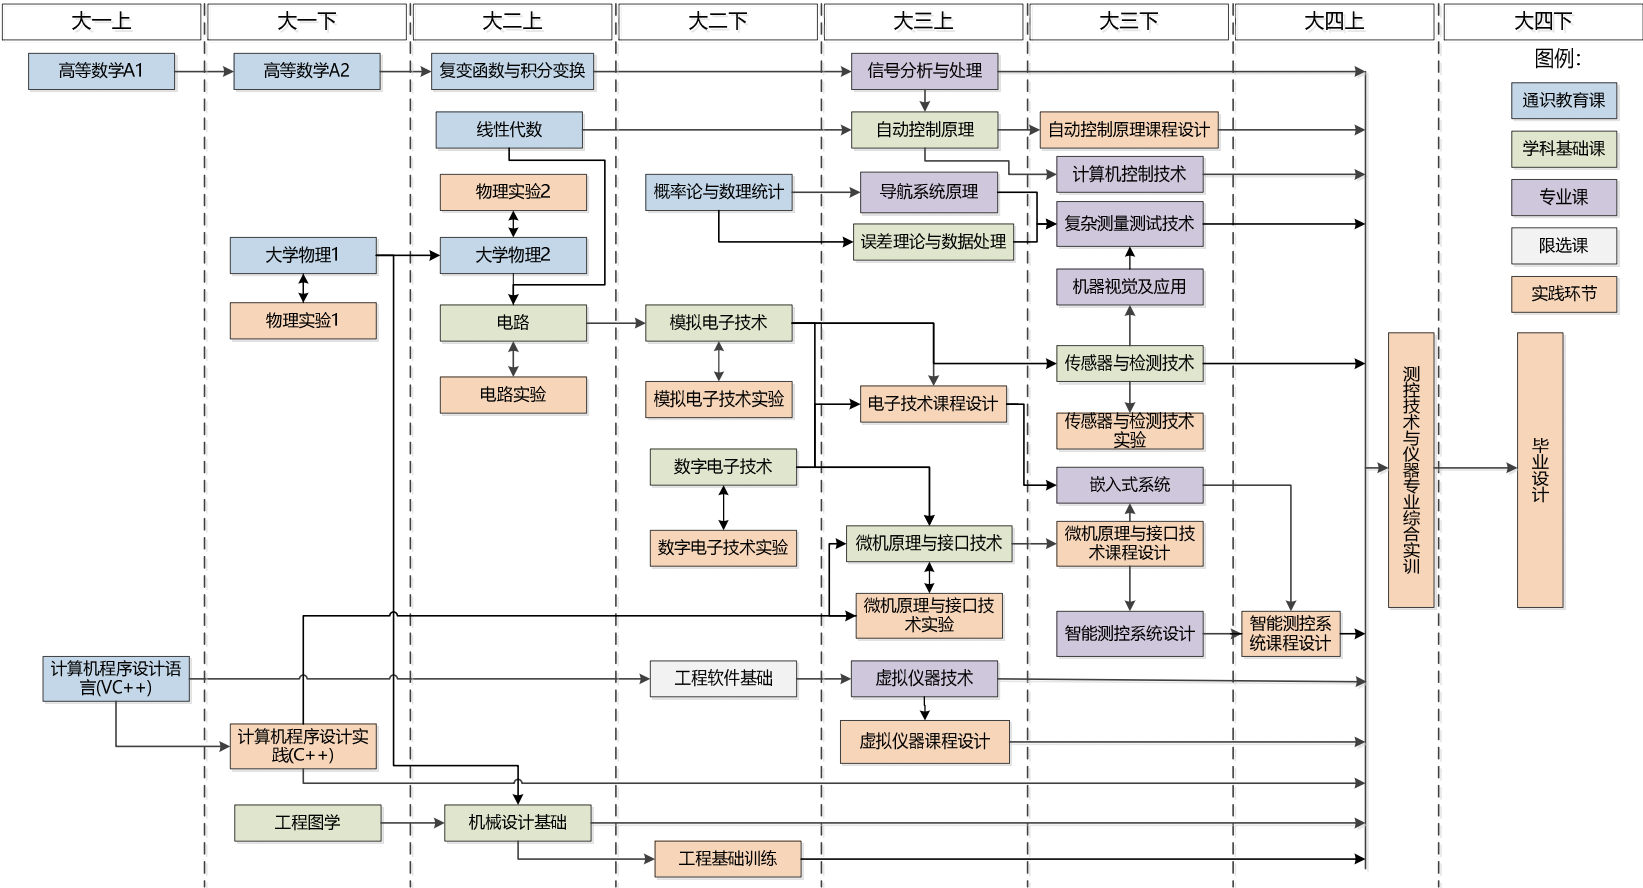 大一上
大一下
大二上
大二下
大三上
大三下
大四上
大四下
图例：
通识教育课
学科基础课
专业课
限选课
实践环节
高等数学A1
高等数学A2
复变函数与积分变换
信号分析与处理
线性代数
自动控制原理
自动控制原理课程设计
计算机控制技术
物理实验2
概率论与数理统计
导航系统原理
复杂测量测试技术
大学物理1
大学物理2
误差理论与数据处理
机器视觉及应用
物理实验1
电路
模拟电子技术
传感器与检测技术
电路实验
模拟电子技术实验
电子技术课程设计
传感器与检测技术
实验
数字电子技术
嵌入式系统
测控技术与仪器专业综合实训
毕业设计
数字电子技术实验
微机原理与接口技术
微机原理与接口技
术课程设计
微机原理与接口技
术实验
智能测控系统设计
智能测控系
统课程设计
计算机程序设计语
言(VC++)
工程软件基础
虚拟仪器技术
计算机程序设计实
践(C++)
虚拟仪器课程设计
工程图学
机械设计基础
工程基础训练